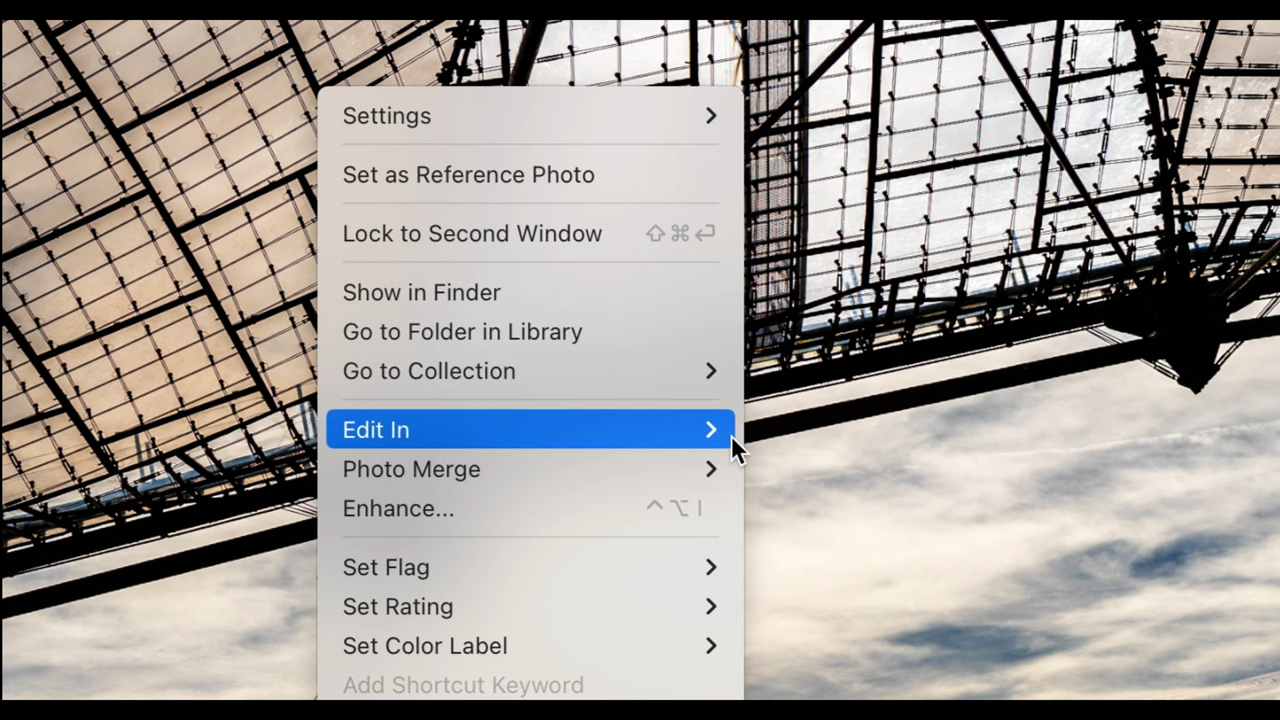 Settings
Set as Reference Photo
Lock to Second Window ⇧⌘↩
Show in Finder
Go to Folder in Library
Go to Collection
Edit In
Photo Merge
Enhance... ^⌥I
Set Flag
Set Rating
Set Color Label
Add Shortcut Keyword